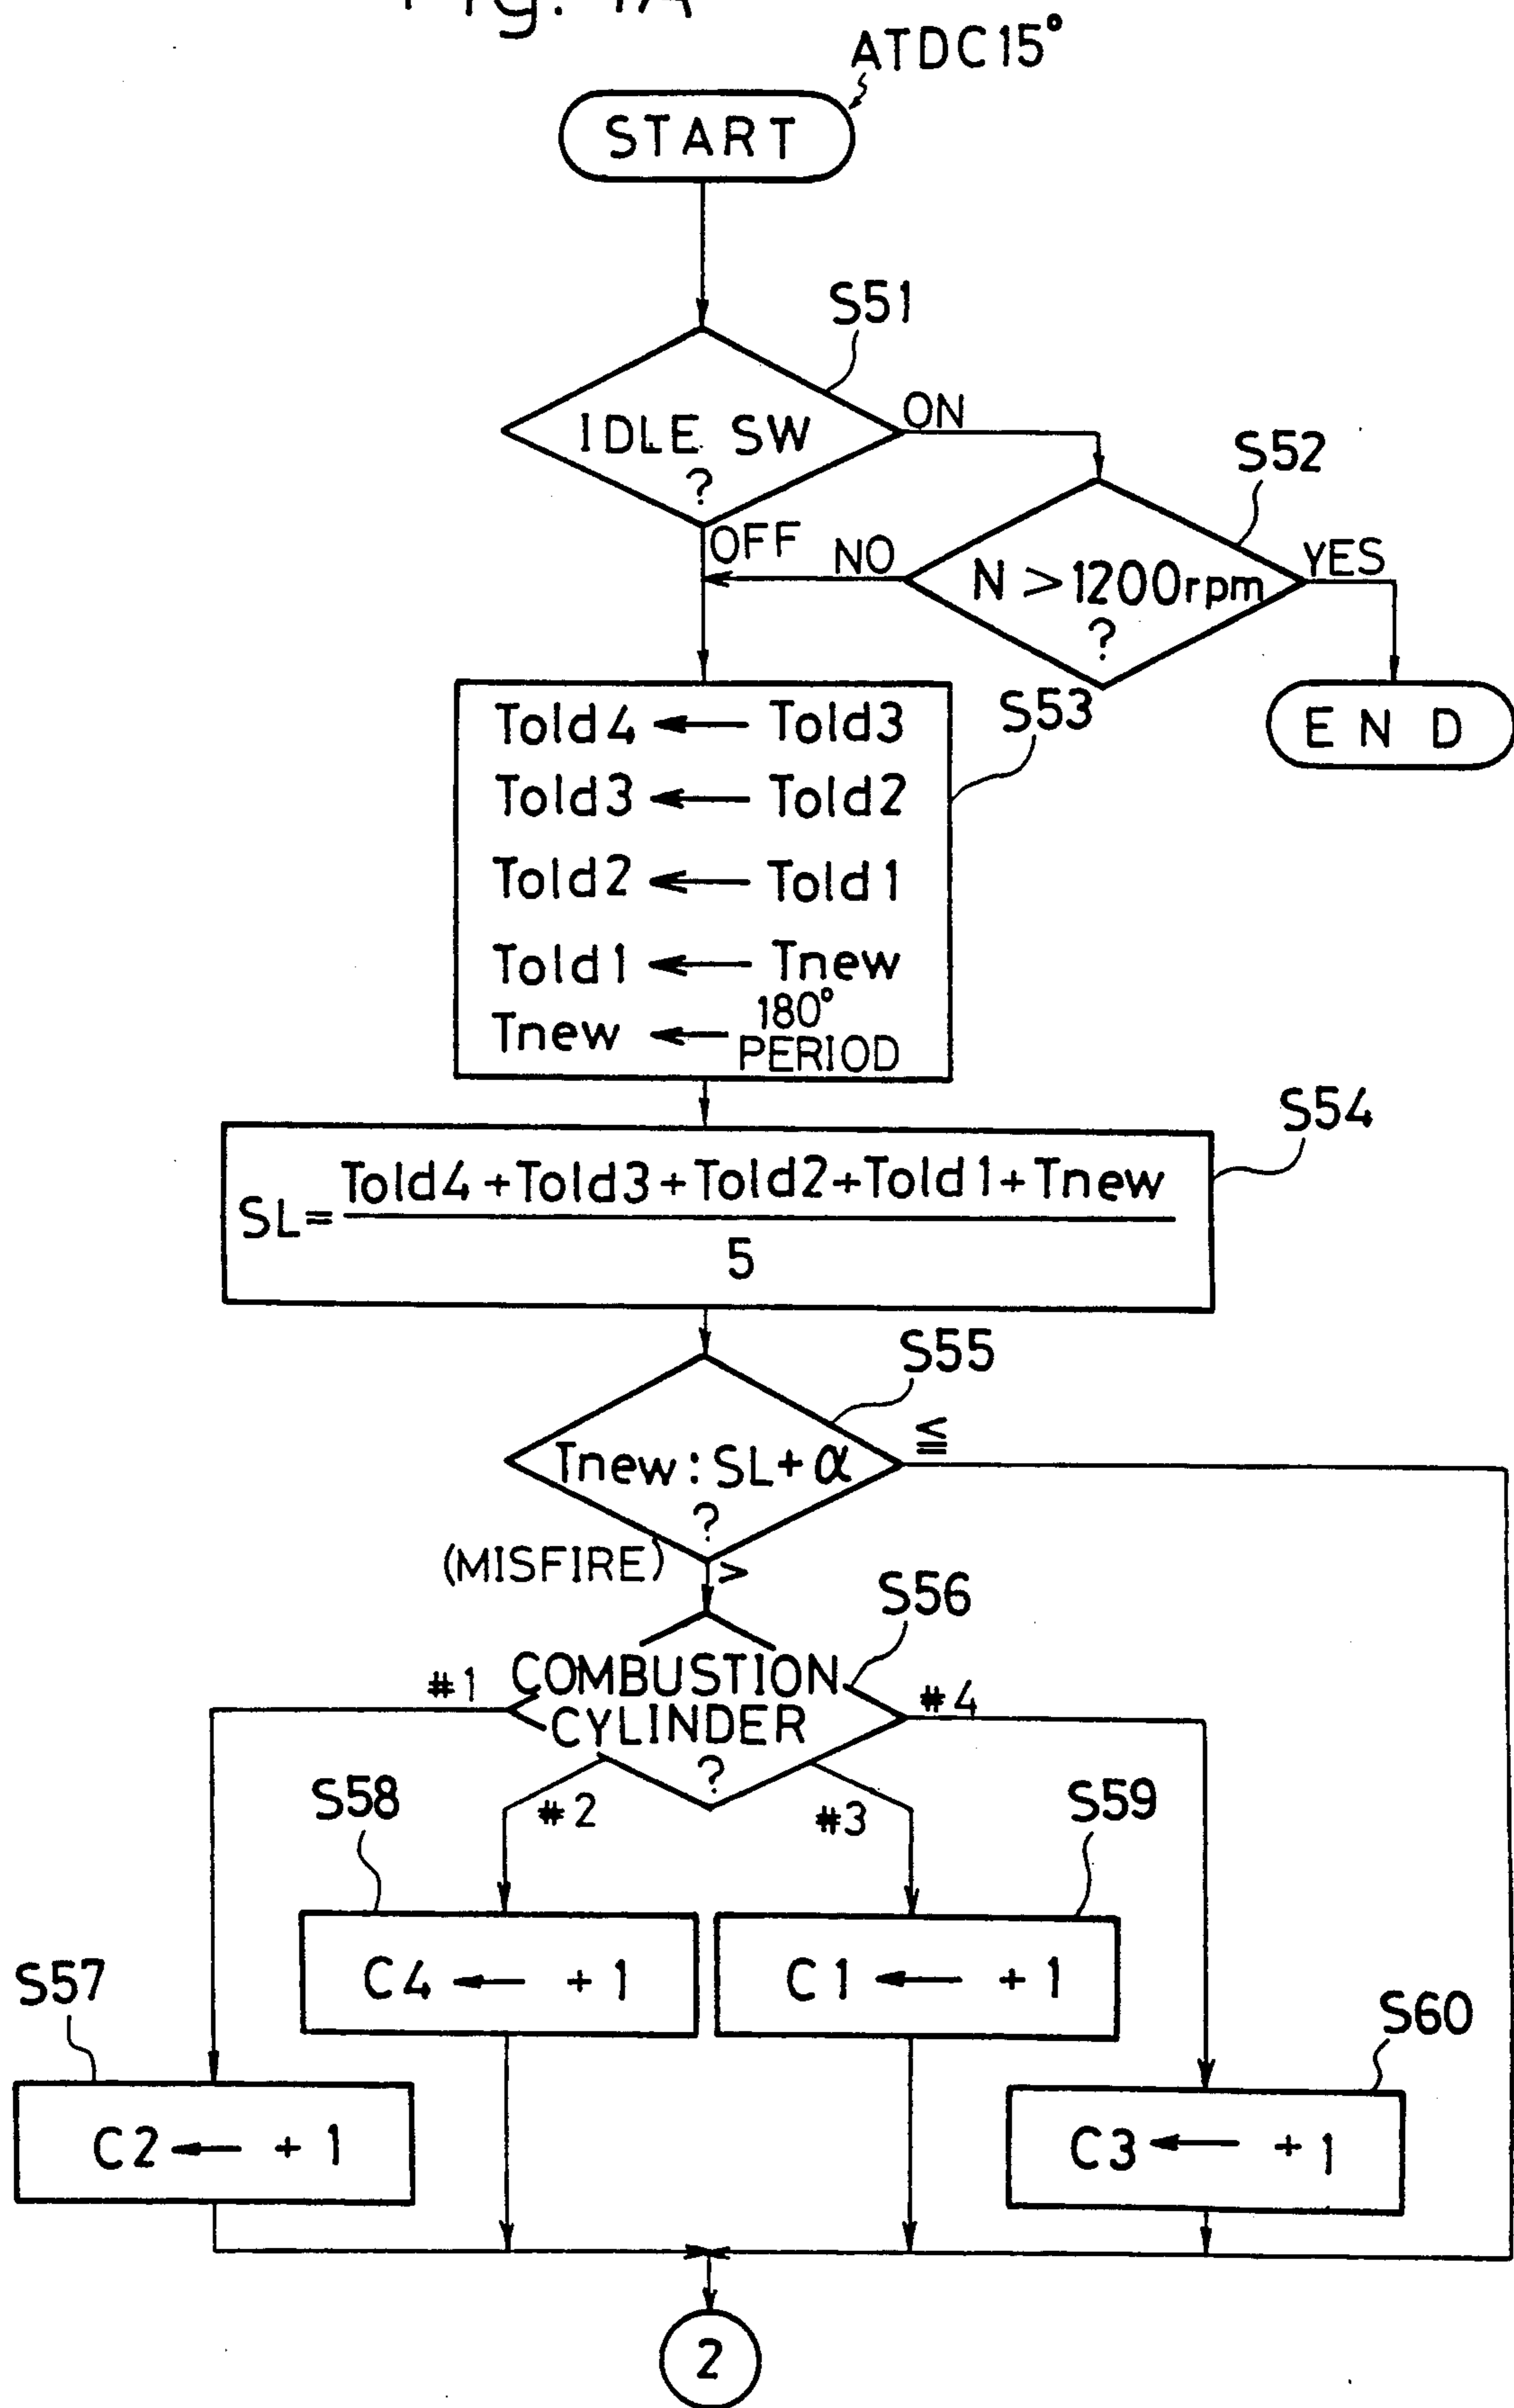 ATDC15°
START
S51
IDLE SW
?
ON
S52
OFF
NO
N > 1200rpm
?
YES
END
S53
Told4 ← Told3
Told3 ← Told2
Told2 ← Told1
Told1 ← Tnew
Tnew ← 180° PERIOD
S54
SL= Told4 +Told3+Told2+Told1+Tnew
5
S55
Tnew : SL+α
?
≦
(MISFIRE)
>
S56
COMBUSTION
CYLINDER
?
#1
#4
#2
#3
S58
S59
C4 ← +1
C1 ← +1
S57
S60
C2 ← +1
C3 ← +1
2